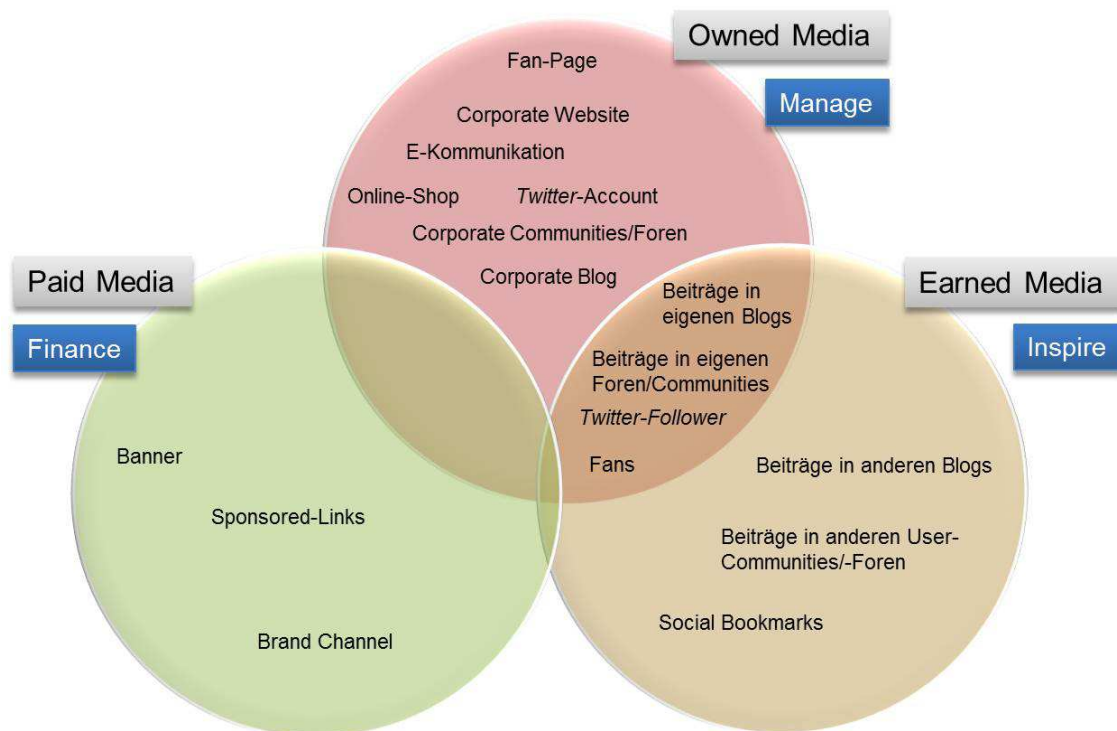 Owned Media
Manage
Fan-Page
Corporate Website
E-Kommunikation
Online-Shop
Twitter-Account
Corporate Communities/Foren
Corporate Blog
Paid Media
Finance
Banner
Sponsored-Links
Brand Channel
Earned Media
Inspire
Beiträge in
eigenen Blogs
Beiträge in eigenen
Foren/Communities
Twitter-Follower
Fans
Beiträge in anderen Blogs
Beiträge in anderen User-
Communities/-Foren
Social Bookmarks